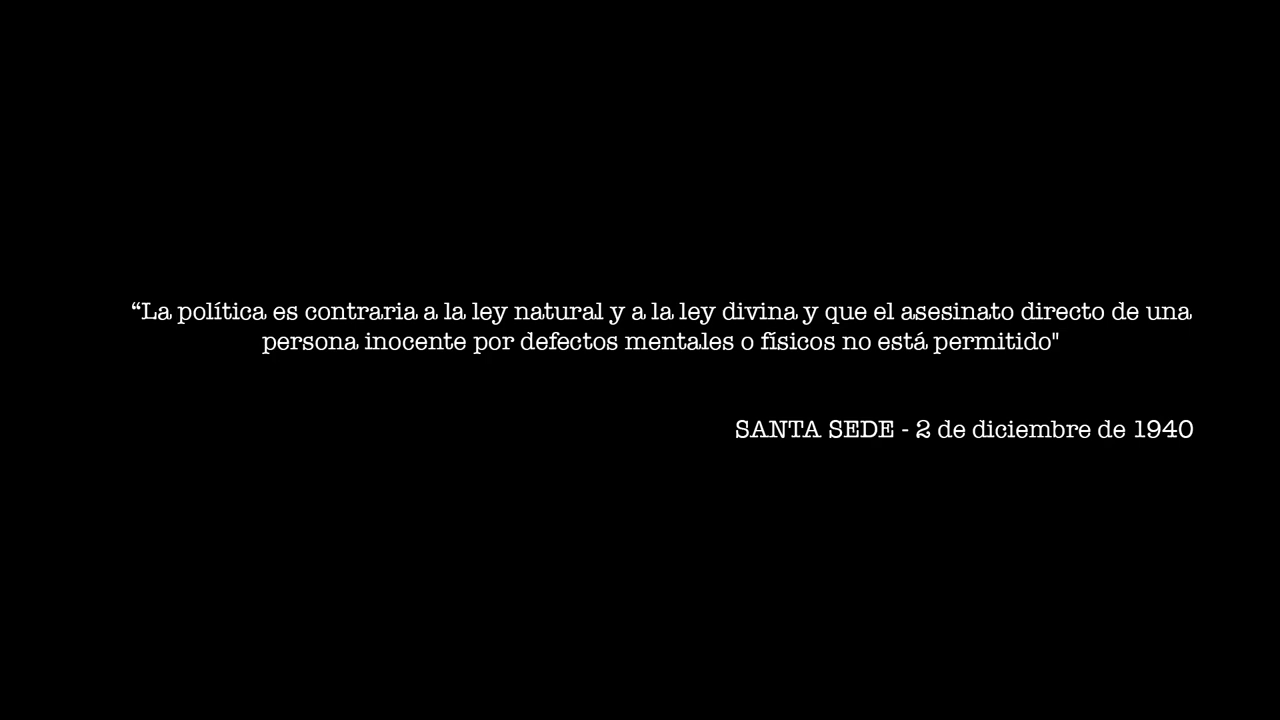 “La política es contraria a la ley natural y a la ley divina y que el asesinato directo de una
persona inocente por defectos mentales o físicos no está permitido"
SANTA SEDE - 2 de diciembre de 1940